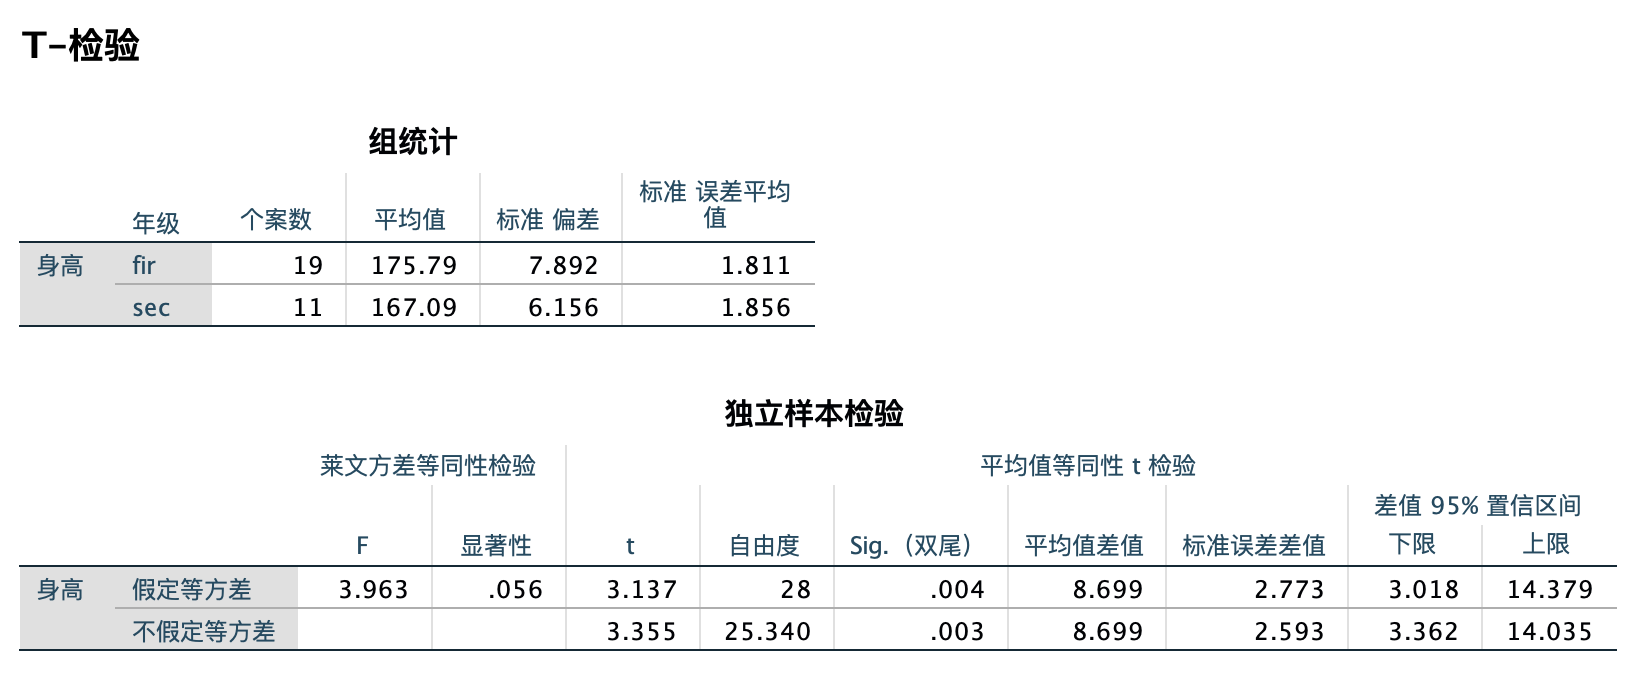 T-检验
组统计
年级 个案数 平均值 标准 偏差 标准 误差平均值
身高 fir 19 175.79 7.892 1.811
sec 11 167.09 6.156 1.856
独立样本检验
莱文方差等同性检验 平均值等同性 t 检验
差值 95% 置信区间
F 显著性 t 自由度 Sig.（双尾） 平均值差值 标准误差差值 下限 上限
身高 假定等方差 3.963 .056 3.137 28 .004 8.699 2.773 3.018 14.379
不假定等方差 3.355 25.340 .003 8.699 2.593 3.362 14.035